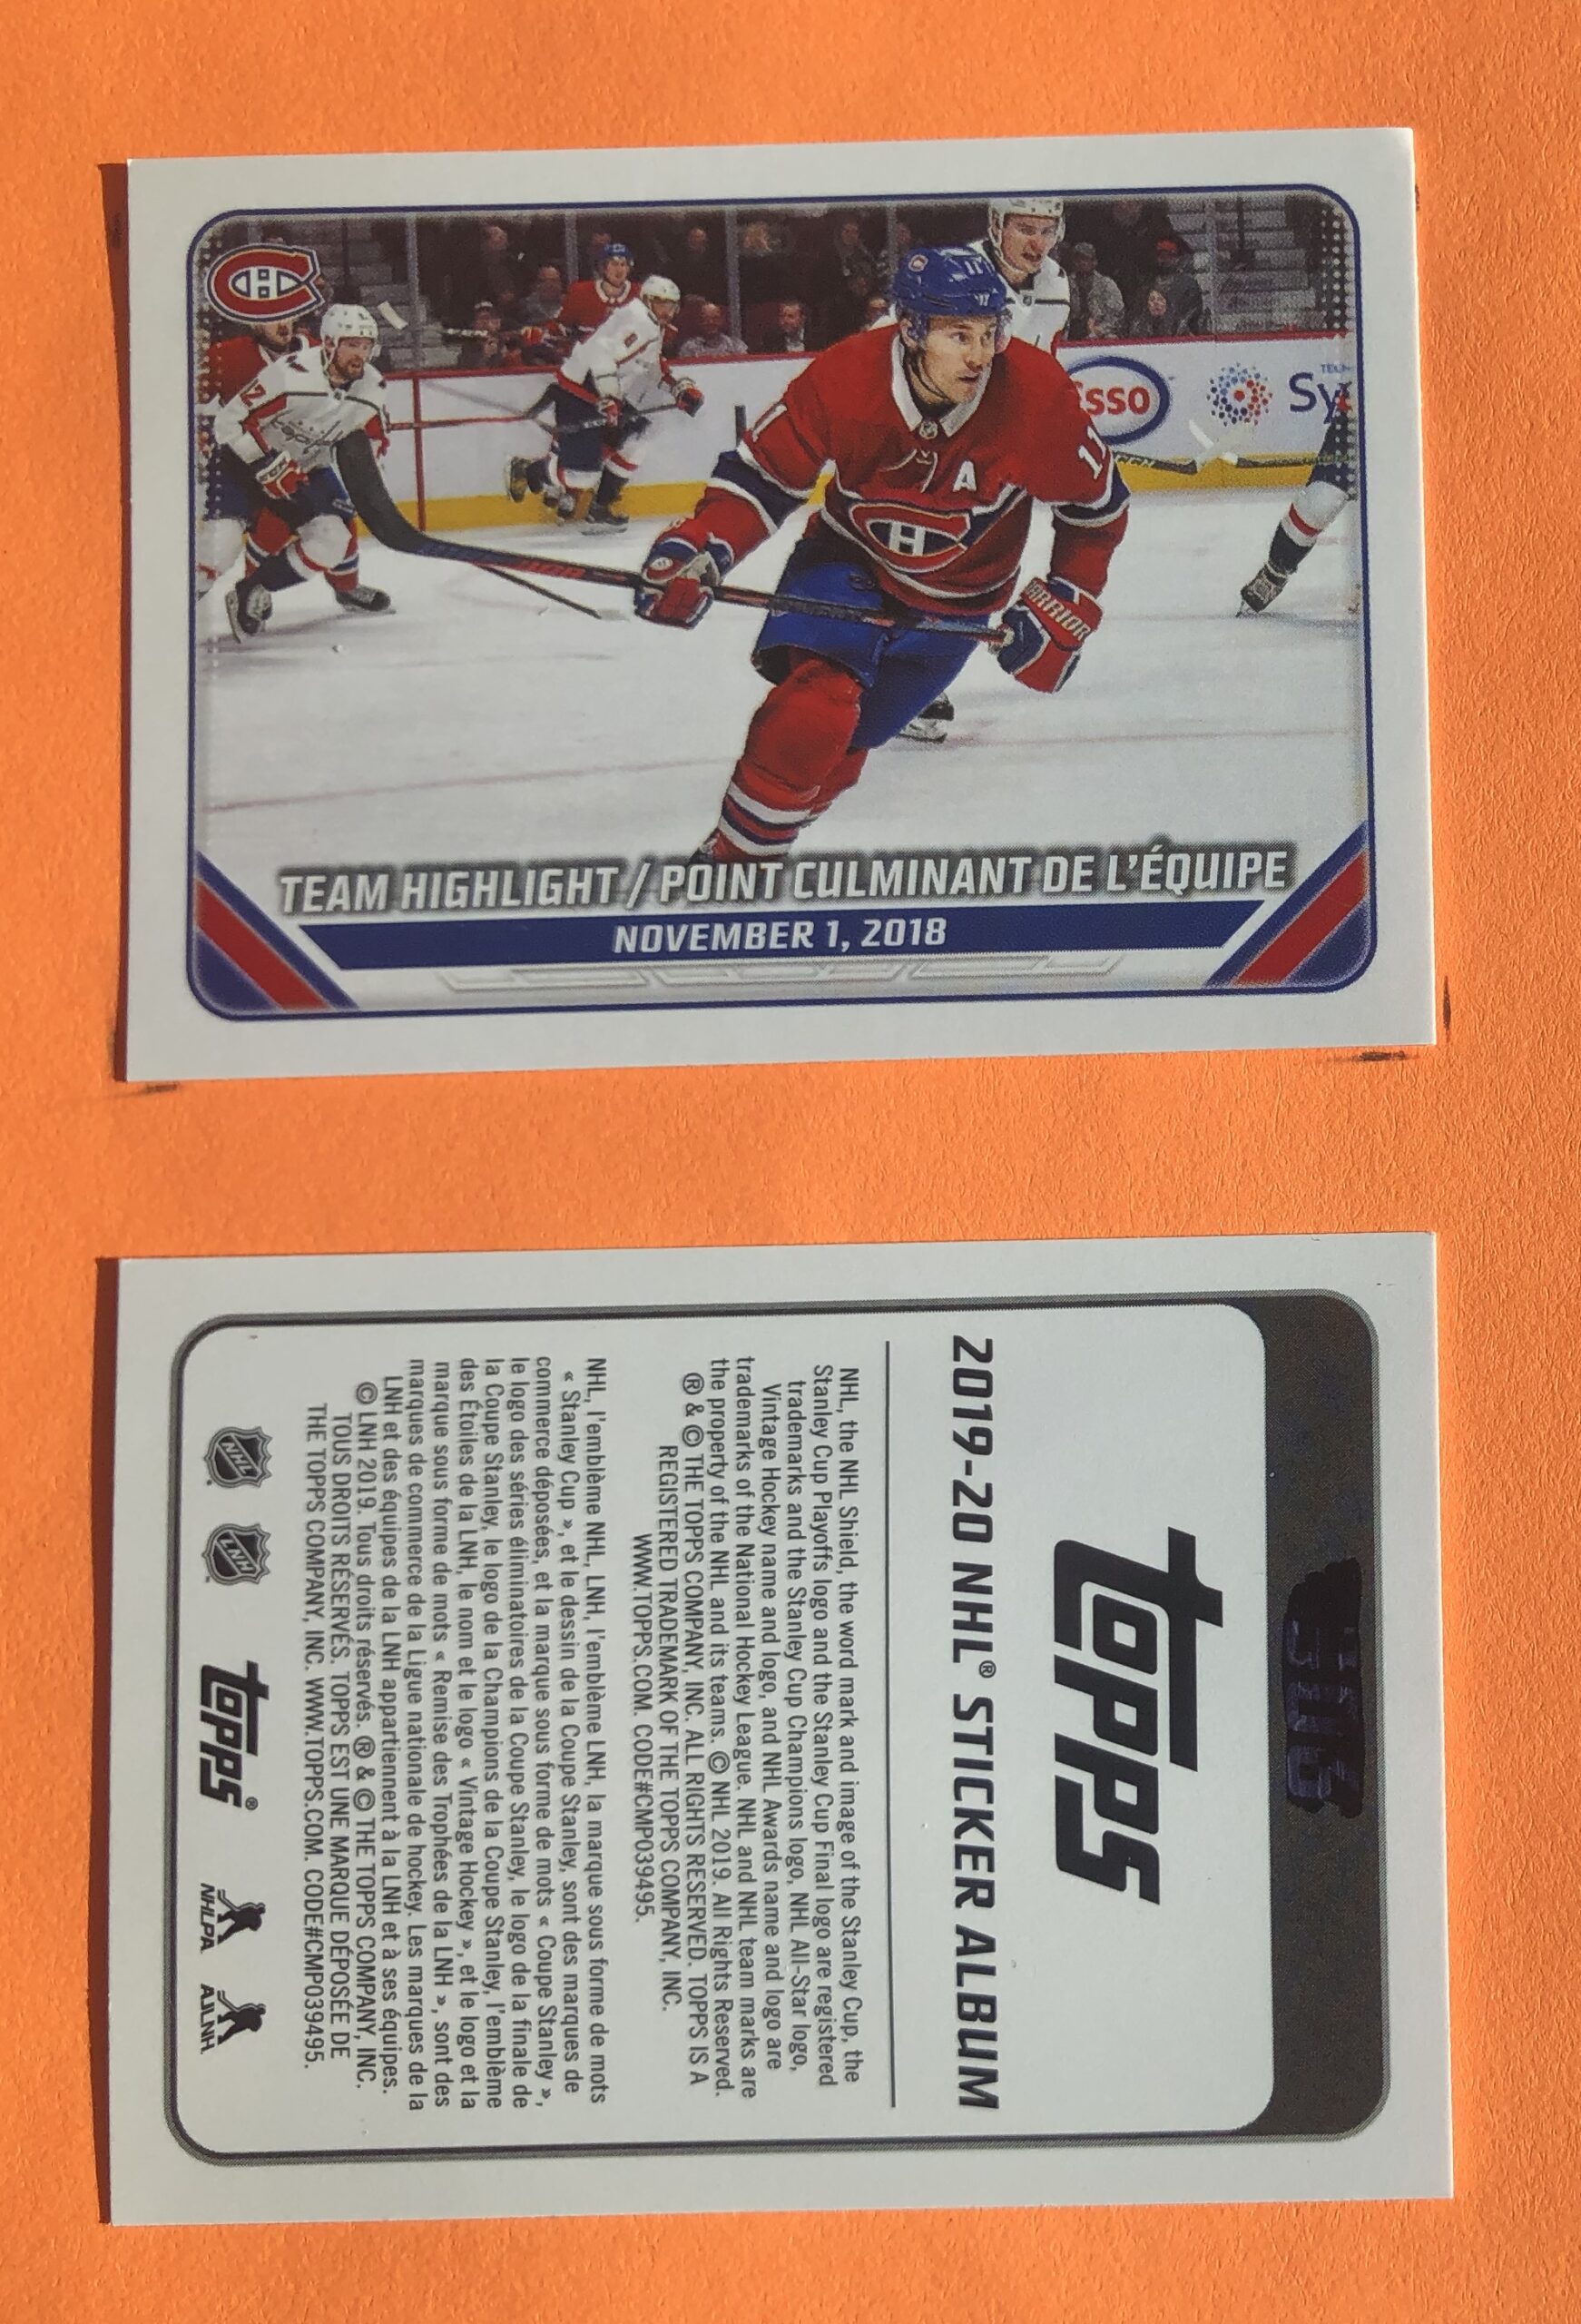 12
8
11
17
11
11
A
H
Capitals
Esso
TECH
CCM
WARRIOR
TEAM HIGHLIGHT / POINT CULMINANT DE L'ÉQUIPE
NOVEMBER 1, 2018
Topps
2019-20 NHL® STICKER ALBUM
NHL, the NHL Shield, the word mark and image of the Stanley Cup, the
Stanley Cup Playoffs logo and the Stanley Cup Final logo are registered
trademarks and the Stanley Cup Champions logo, NHL All-Star logo,
Vintage Hockey name and logo, and NHL Awards name and logo are
trademarks of the National Hockey League. NHL and NHL team marks are
the property of the NHL and its teams. © NHL 2019. All Rights Reserved.
® & © THE TOPPS COMPANY, INC. ALL RIGHTS RESERVED. TOPPS IS A
REGISTERED TRADEMARK OF THE TOPPS COMPANY, INC.
WWW.TOPPS.COM. CODE#CMP039495.
NHL, l'emblème NHL, LNH, l'emblème LNH, la marque sous forme de mots
« Stanley Cup », et le dessin de la Coupe Stanley, sont des marques de
commerce déposées, et la marque sous forme de mots « Coupe Stanley »,
le logo des séries éliminatoires de la Coupe Stanley, le logo de la finale de
la Coupe Stanley, le logo de la Champions de la Coupe Stanley, l'emblème
des Étoiles de la LNH, le nom et le logo « Vintage Hockey », et le logo et la
marque sous forme de mots « Remise des Trophées de la LNH », sont des
marques de commerce de la Ligue nationale de hockey. Les marques de la
LNH et des équipes de la LNH appartiennent à la LNH et à ses équipes.
© LNH 2019. Tous droits réservés. ® & © THE TOPPS COMPANY, INC.
TOUS DROITS RÉSERVÉS. TOPPS EST UNE MARQUE DÉPOSÉE DE
THE TOPPS COMPANY, INC. WWW.TOPPS.COM. CODE#CMP039495.
NHL LNH Topps® NHLPA AJLNH